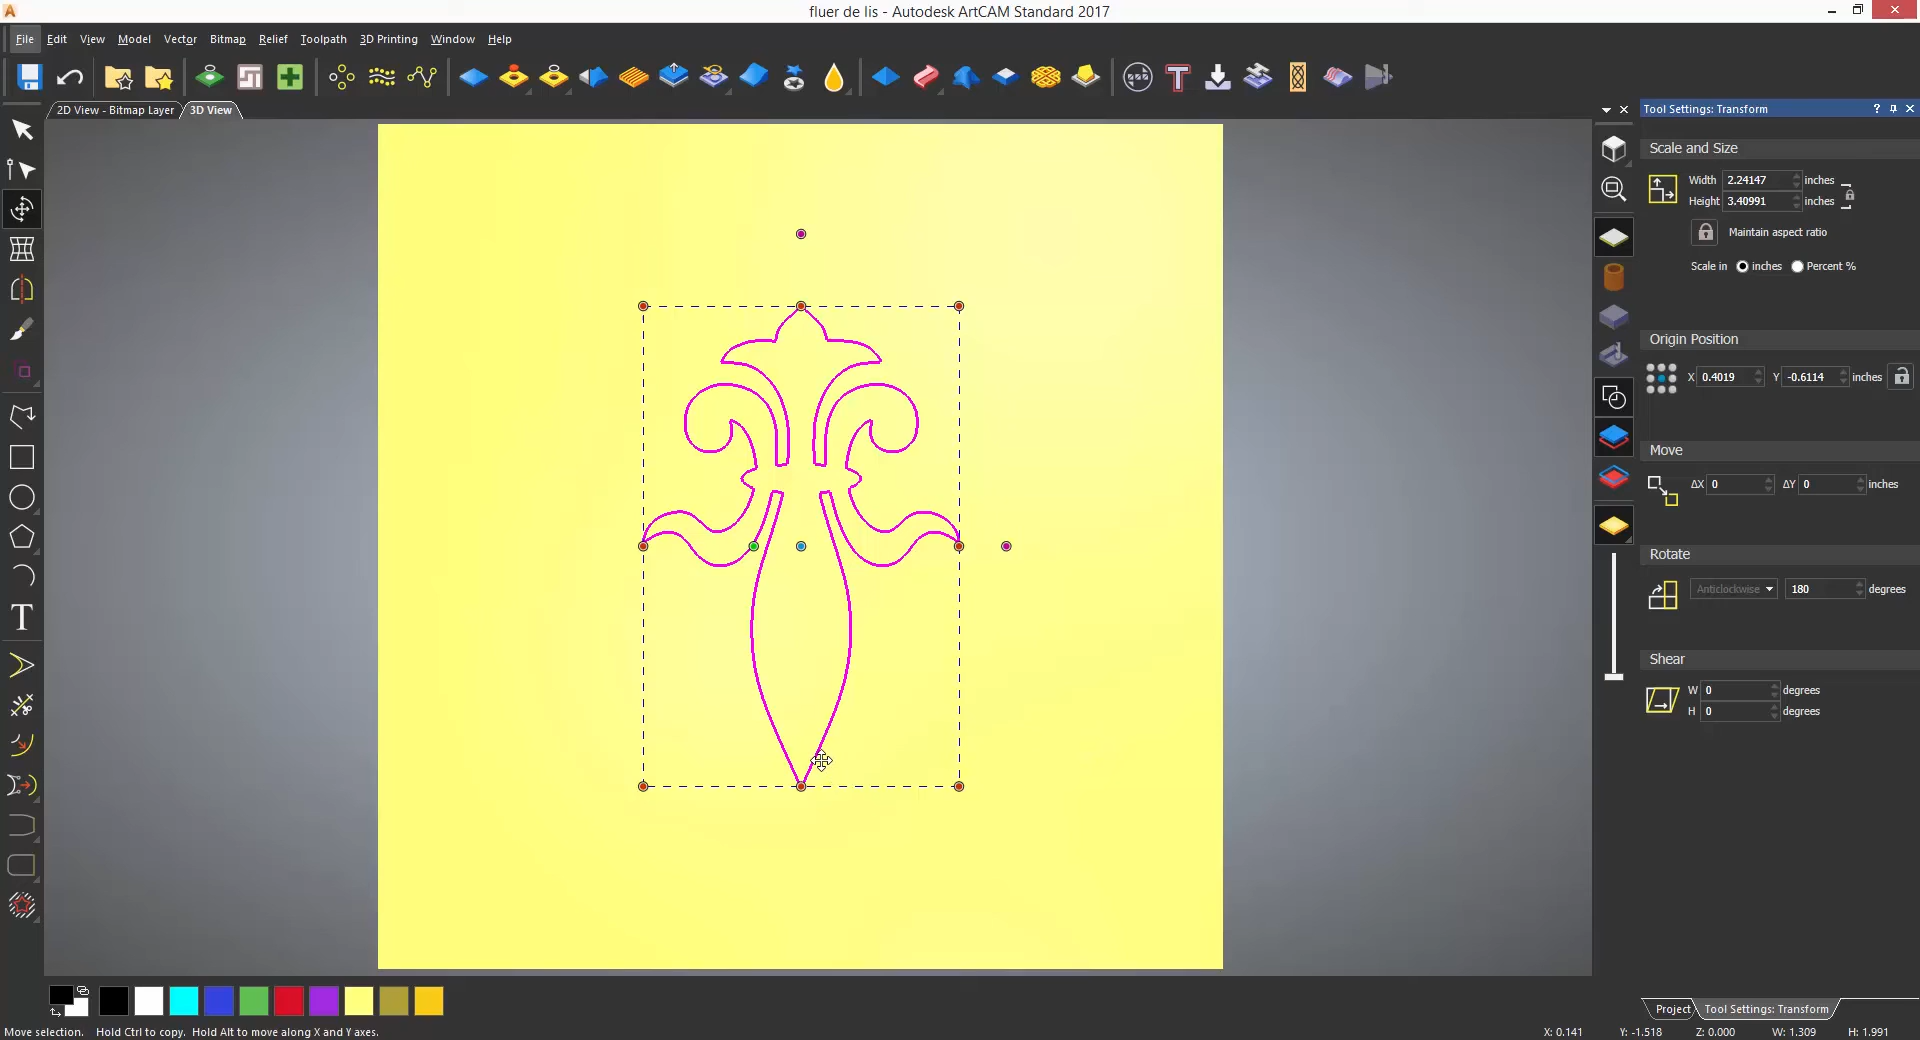 fluer de lis - Autodesk ArtCAM Standard 2017
File Edit View Model Vector Bitmap Relief Toolpath 3D Printing Window Help
2D View - Bitmap Layer 3D View
Tool Settings: Transform
Scale and Size
Width 2.24147 inches
Height 3.40991 inches
Maintain aspect ratio
Scale in inches Percent %
Origin Position
X 0.4019 Y -0.6114 inches
Move
ΔX 0 ΔY 0 inches
Rotate
Anticlockwise 180 degrees
Shear
W 0 degrees
H 0 degrees
Project Tool Settings: Transform
Move selection. Hold Ctrl to copy. Hold Alt to move along X and Y axes.
X: 0.141 Y: -1.518 Z: 0.000 W: 1.309 H: 1.991